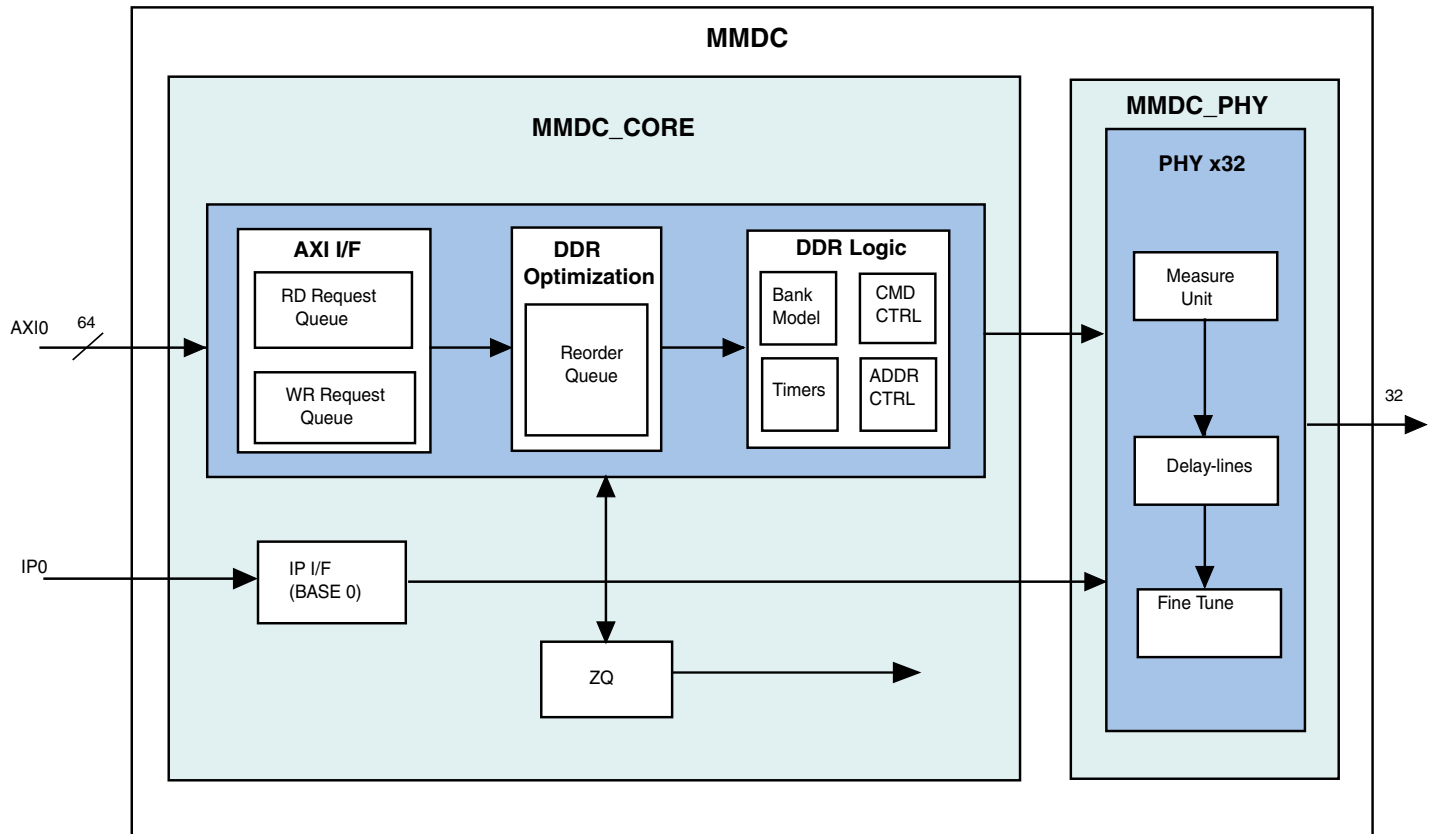 MMDC
MMDC_CORE
MMDC_PHY
PHY x32
AXI I/F
RD Request
Queue
WR Request
Queue
DDR
Optimization
Reorder
Queue
DDR Logic
Bank
Model
CMD
CTRL
Timers
ADDR
CTRL
Measure
Unit
Delay-lines
Fine Tune
AXI0
64
32
IP0
IP I/F
(BASE 0)
ZQ